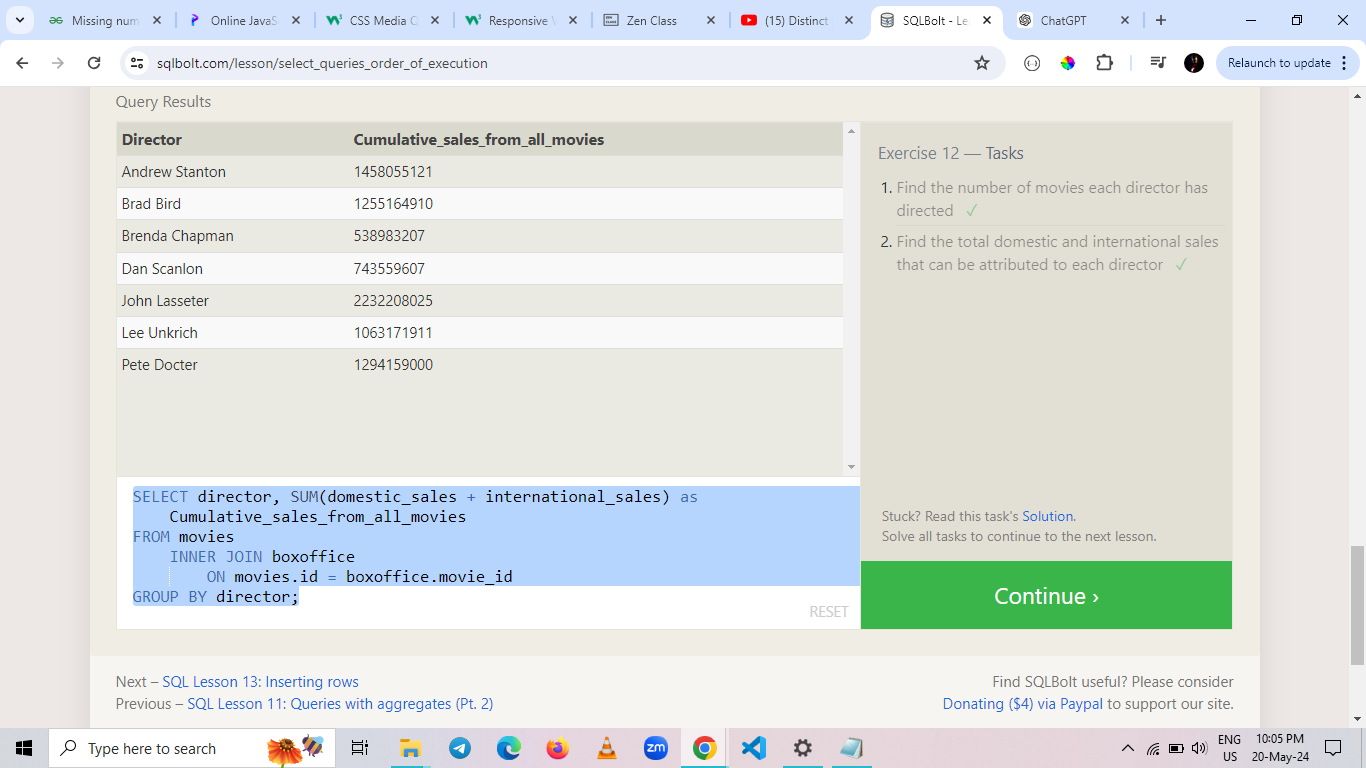 Missing num
Online JavaS
CSS Media C
Responsive
Zen Class
(15) Distinct
SQLBolt - Le
ChatGPT
sqlbolt.com/lesson/select_queries_order_of_execution
Relaunch to update
Query Results
Director Cumulative_sales_from_all_movies
Andrew Stanton 1458055121
Brad Bird 1255164910
Brenda Chapman 538983207
Dan Scanlon 743559607
John Lasseter 2232208025
Lee Unkrich 1063171911
Pete Docter 1294159000
SELECT director, SUM(domestic_sales + international_sales) as
Cumulative_sales_from_all_movies
FROM movies
INNER JOIN boxoffice
ON movies.id = boxoffice.movie_id
GROUP BY director;
RESET
Exercise 12 — Tasks
1. Find the number of movies each director has
directed ✓
2. Find the total domestic and international sales
that can be attributed to each director ✓
Stuck? Read this task's Solution.
Solve all tasks to continue to the next lesson.
Continue ›
Next – SQL Lesson 13: Inserting rows
Previous – SQL Lesson 11: Queries with aggregates (Pt. 2)
Find SQLBolt useful? Please consider
Donating ($4) via Paypal to support our site.
Type here to search
zm
ENG
US
10:05 PM
20-May-24